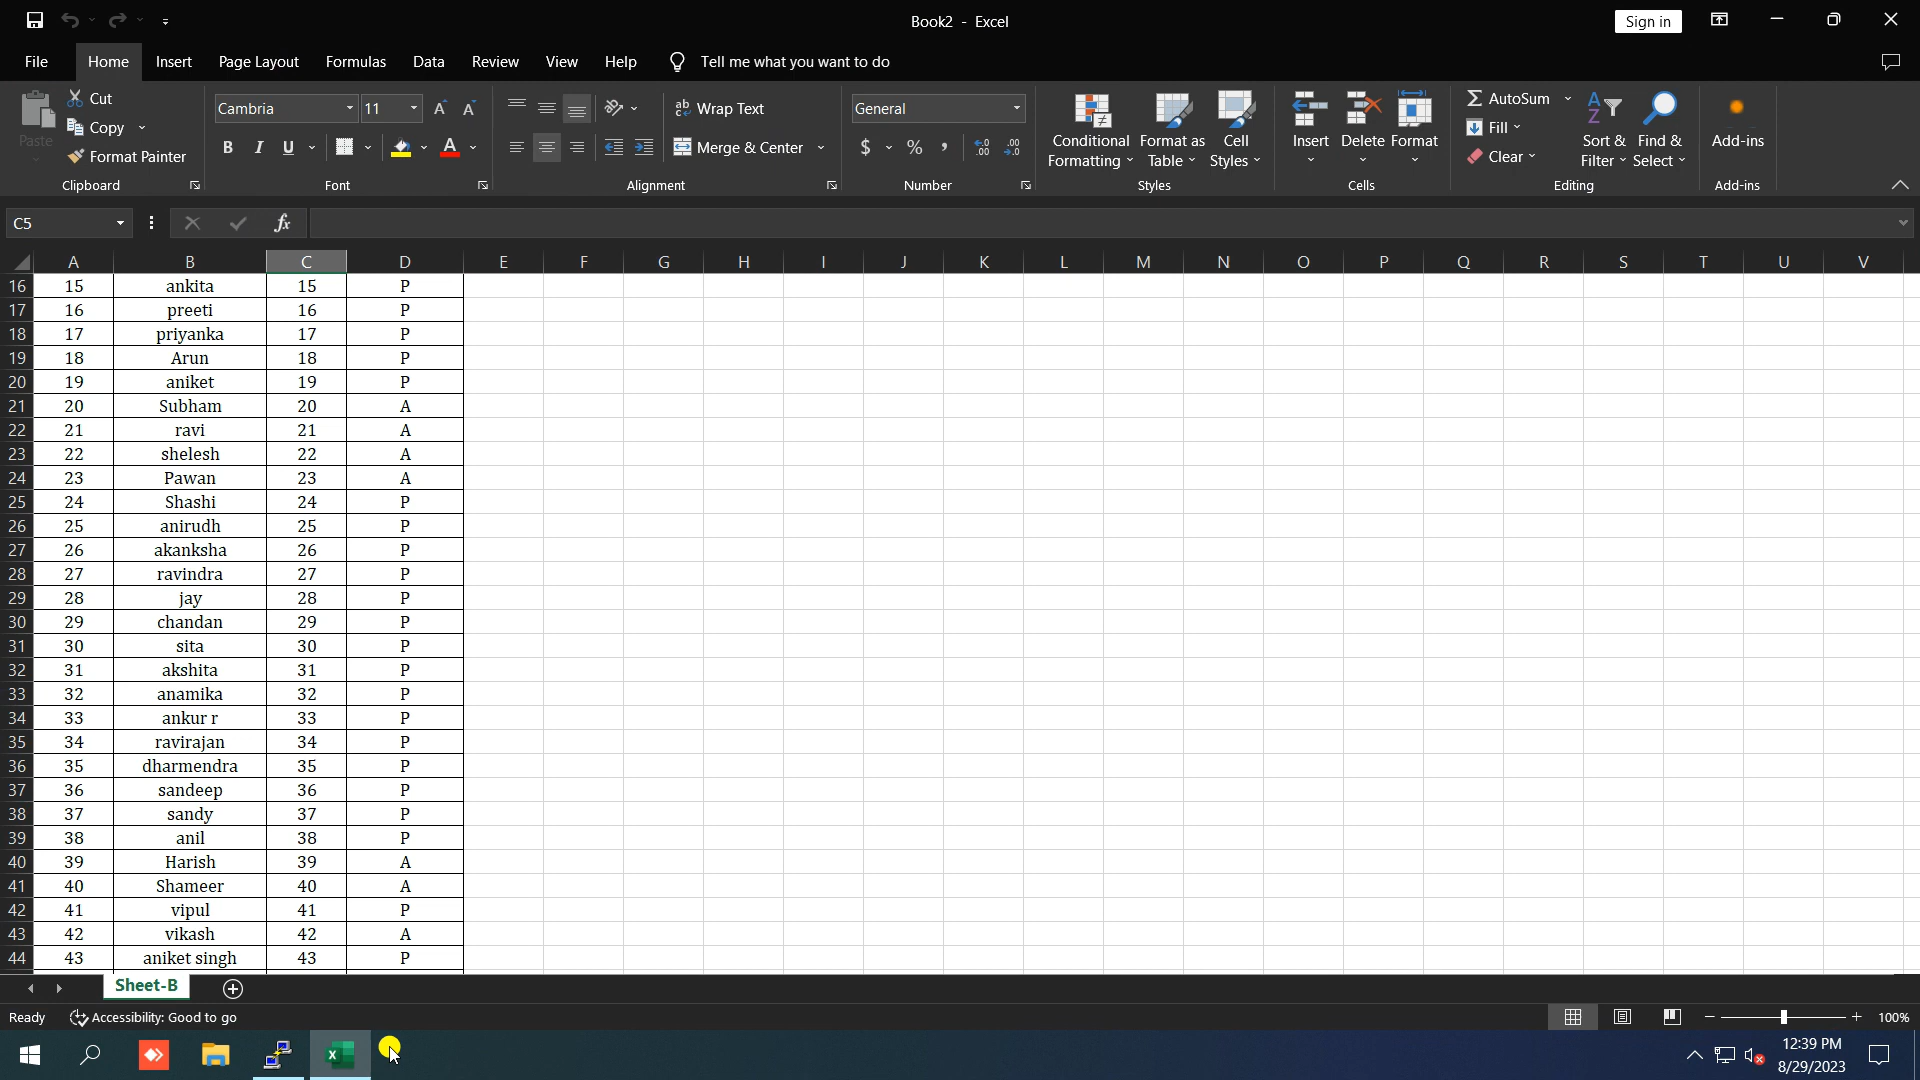 Book2 - Excel
Sign in
File Home Insert Page Layout Formulas Data Review View Help Tell me what you want to do
Paste
Cut
Copy
Format Painter
Clipboard
Cambria 11
B I U
Font
Wrap Text
Merge & Center
Alignment
General
$ % ,
Number
Conditional Formatting
Format as Table
Cell Styles
Styles
Insert
Delete
Format
Cells
AutoSum
Fill
Clear
Sort & Filter
Find & Select
Editing
Add-ins
Add-ins
C5
fx
A B C D E F G H I J K L M N O P Q R S T U V
16 15 ankita 15 P
17 16 preeti 16 P
18 17 priyanka 17 P
19 18 Arun 18 P
20 19 aniket 19 P
21 20 Subham 20 A
22 21 ravi 21 A
23 22 shelesh 22 A
24 23 Pawan 23 A
25 24 Shashi 24 P
26 25 anirudh 25 P
27 26 akanksha 26 P
28 27 ravindra 27 P
29 28 jay 28 P
30 29 chandan 29 P
31 30 sita 30 P
32 31 akshita 31 P
33 32 anamika 32 P
34 33 ankur r 33 P
35 34 ravirajan 34 P
36 35 dharmendra 35 P
37 36 sandeep 36 P
38 37 sandy 37 P
39 38 anil 38 P
40 39 Harish 39 A
41 40 Shameer 40 A
42 41 vipul 41 P
43 42 vikash 42 A
44 43 aniket singh 43 P
Sheet-B
Ready Accessibility: Good to go 100%
12:39 PM
8/29/2023